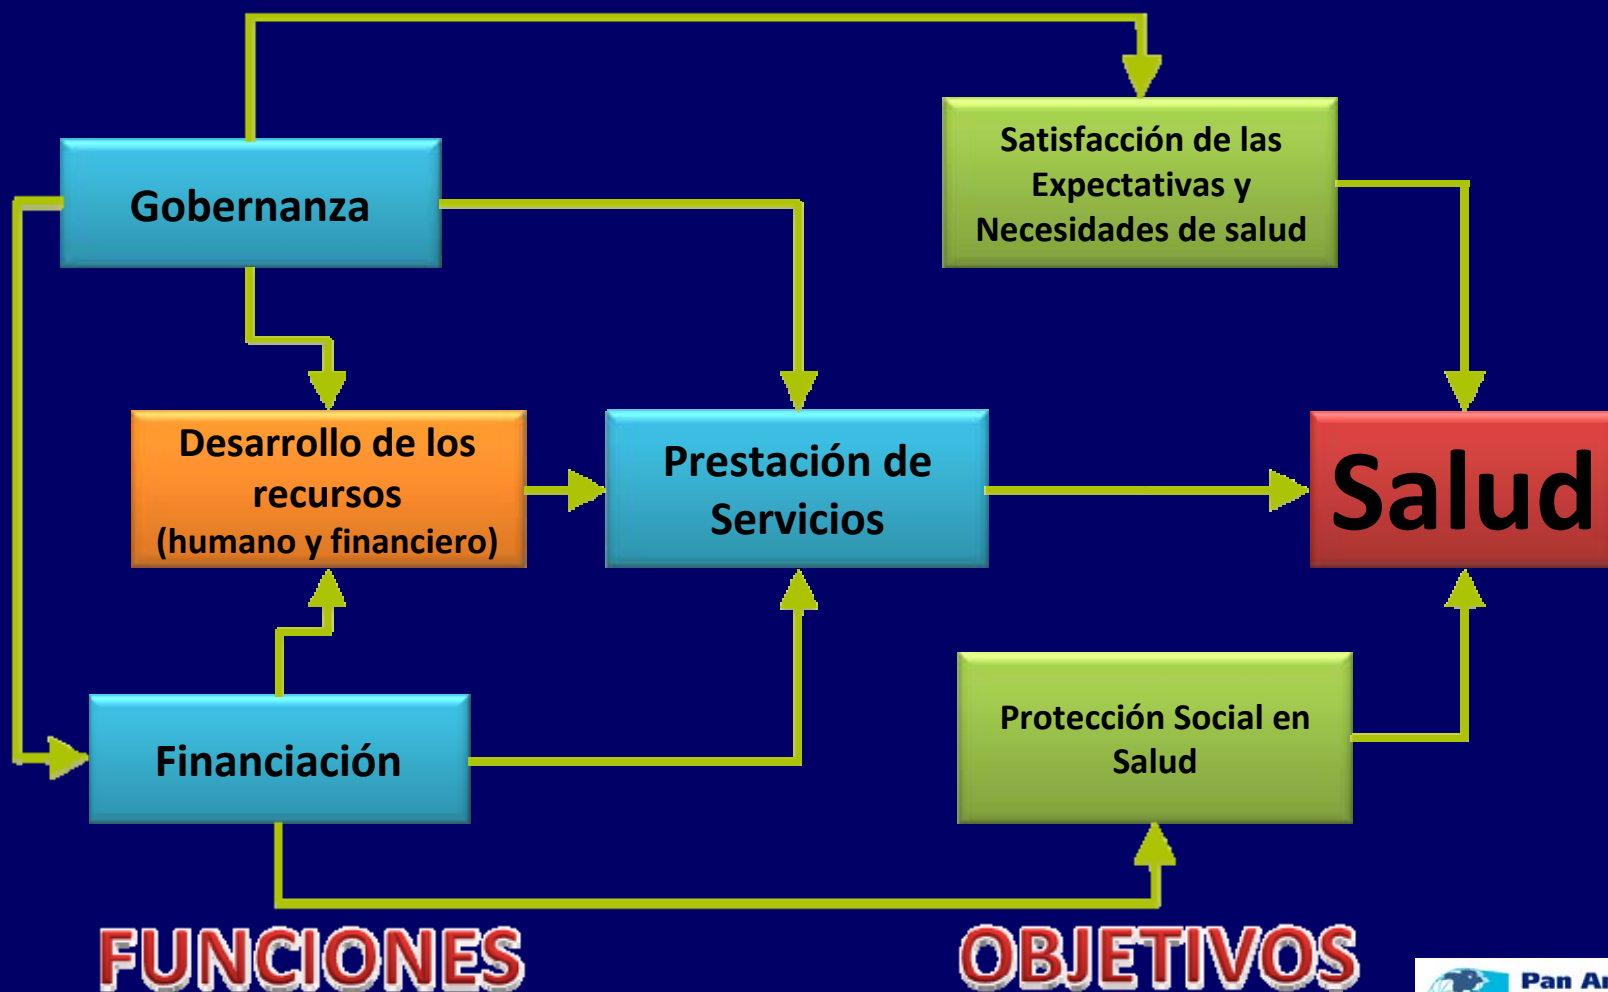 Satisfacción de las
Expectativas y
Necesidades de salud
Gobernanza
Desarrollo de los
recursos
(humano y financiero)
Prestación de
Servicios
Salud
Financiación
Protección Social en
Salud
FUNCIONES
OBJETIVOS
Pan